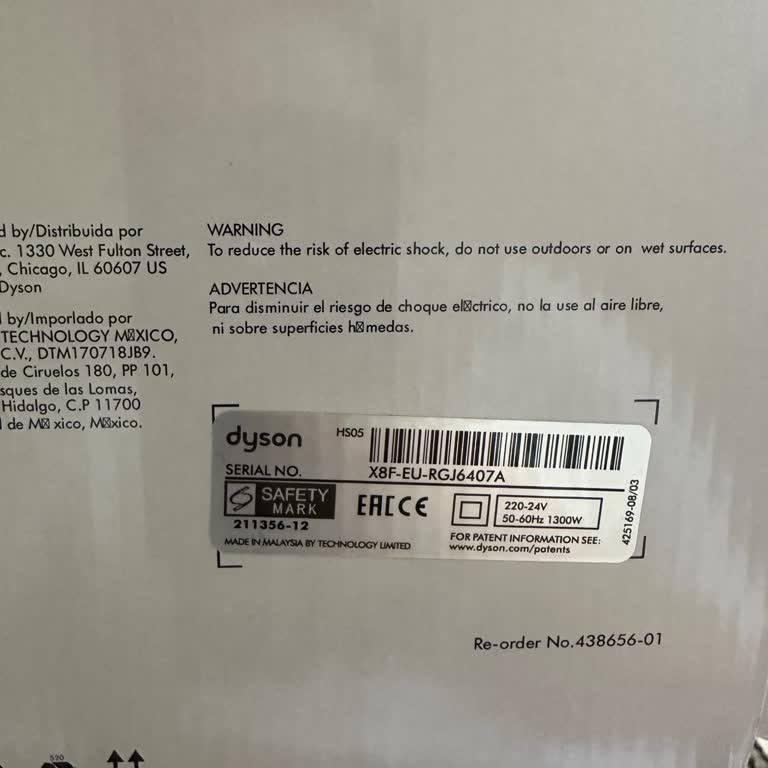 d by/Distribuida por
c. 1330 West Fulton Street,
, Chicago, IL 60607 US
Dyson
l by/Imporlado por
TECHNOLOGY M☒XICO,
C.V., DTM170718JB9.
de Ciruelos 180, PP 101,
sques de las Lomas,
Hidalgo, C.P 11700
l de M☒ xico, M☒xico.
WARNING
To reduce the risk of electric shock, do not use outdoors or on wet surfaces.
ADVERTENCIA
Para disminuir el riesgo de choque el☒ctrico, no la use al aire libre,
ni sobre superficies h☒medas.
dyson
HS05
SERIAL NO.
X8F-EU-RGJ6407A
SAFETY
MARK
211356-12
EAC CE
220-24V
50-60Hz 1300W
MADE IN MALAYSIA BY TECHNOLOGY LIMITED
FOR PATENT INFORMATION SEE:
www.dyson.com/patents
425169-08/03
Re-order No.438656-01
520